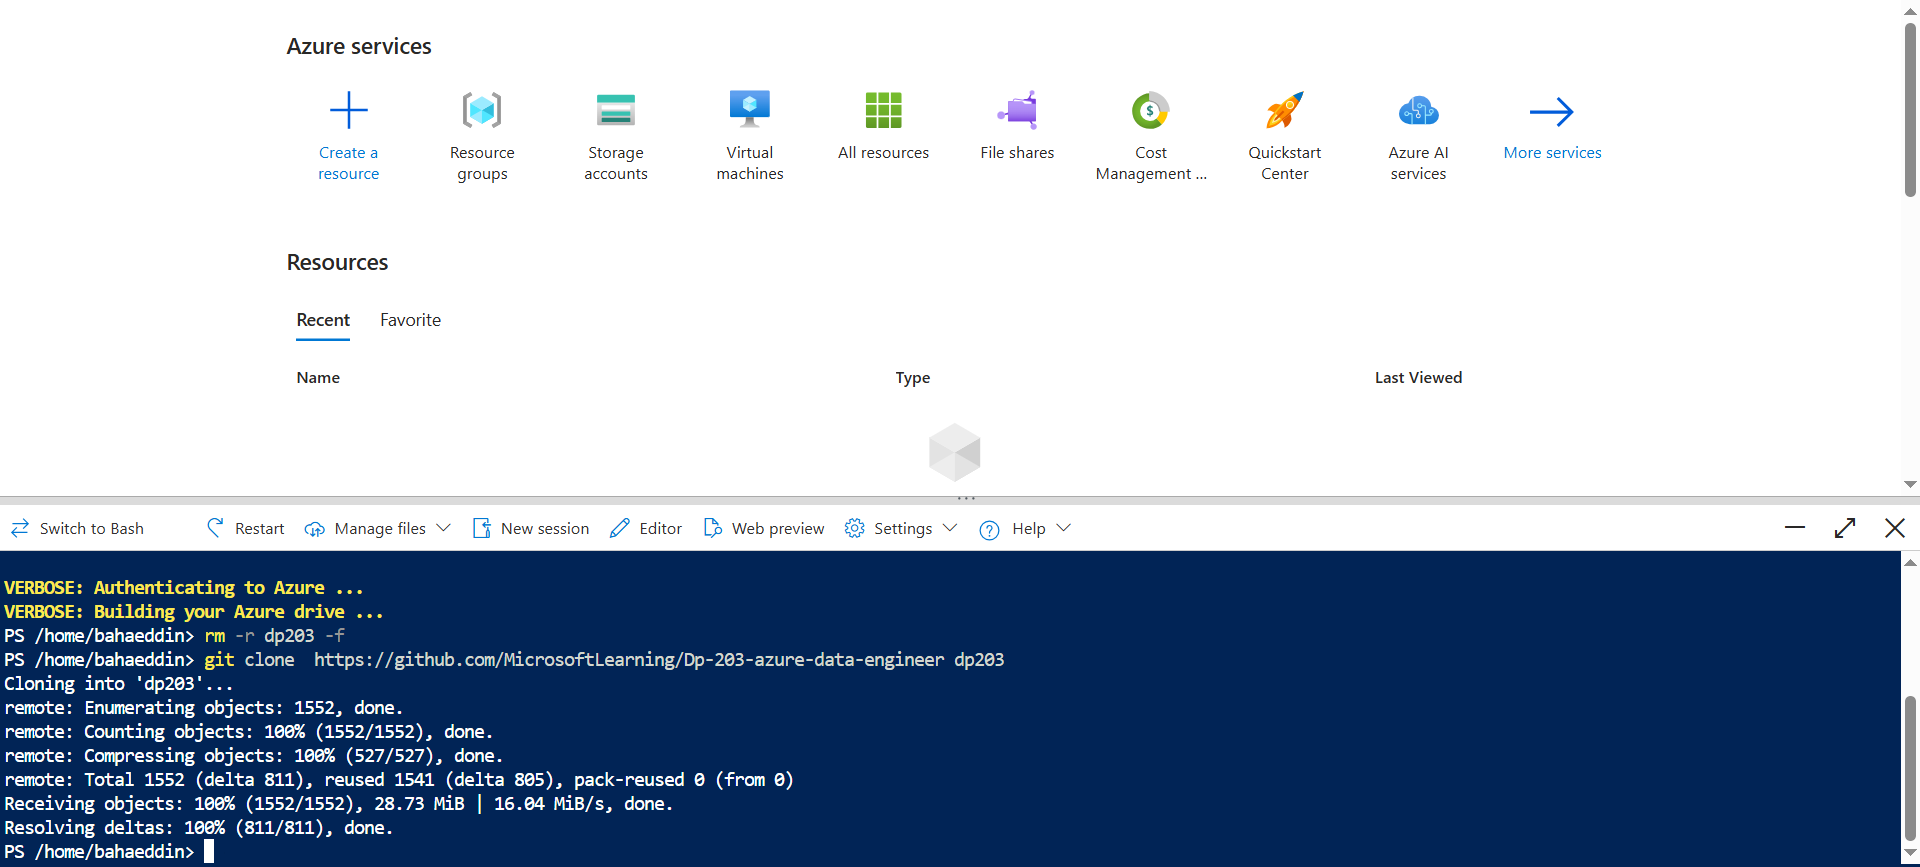 Azure services
Create a resource
Resource groups
Storage accounts
Virtual machines
All resources
File shares
Cost Management ...
Quickstart Center
Azure AI services
More services
Resources
Recent Favorite
Name Type Last Viewed
Switch to Bash Restart Manage files New session Editor Web preview Settings Help
VERBOSE: Authenticating to Azure ...
VERBOSE: Building your Azure drive ...
PS /home/bahaeddin> rm -r dp203 -f
PS /home/bahaeddin> git clone  https://github.com/MicrosoftLearning/Dp-203-azure-data-engineer dp203
Cloning into 'dp203'...
remote: Enumerating objects: 1552, done.
remote: Counting objects: 100% (1552/1552), done.
remote: Compressing objects: 100% (527/527), done.
remote: Total 1552 (delta 811), reused 1541 (delta 805), pack-reused 0 (from 0)
Receiving objects: 100% (1552/1552), 28.73 MiB | 16.04 MiB/s, done.
Resolving deltas: 100% (811/811), done.
PS /home/bahaeddin>